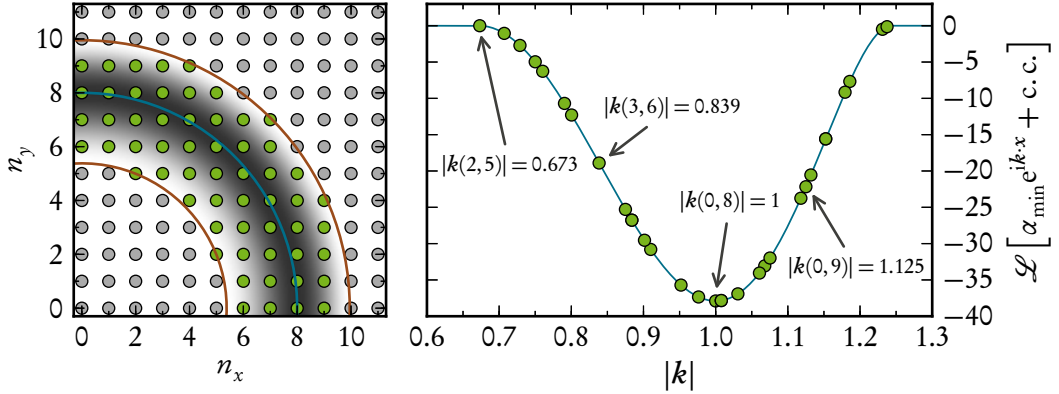 10
8
6
4
2
0
n_y
0 2 4 6 8 10
n_x
|k(2,5)| = 0.673
|k(3,6)| = 0.839
|k(0,8)| = 1
|k(0,9)| = 1.125
0.6 0.7 0.8 0.9 1.0 1.1 1.2 1.3
|k|
0
−5
−10
−15
−20
−25
−30
−35
−40
ℒ [α_min e^{ik·x} + c.c.]